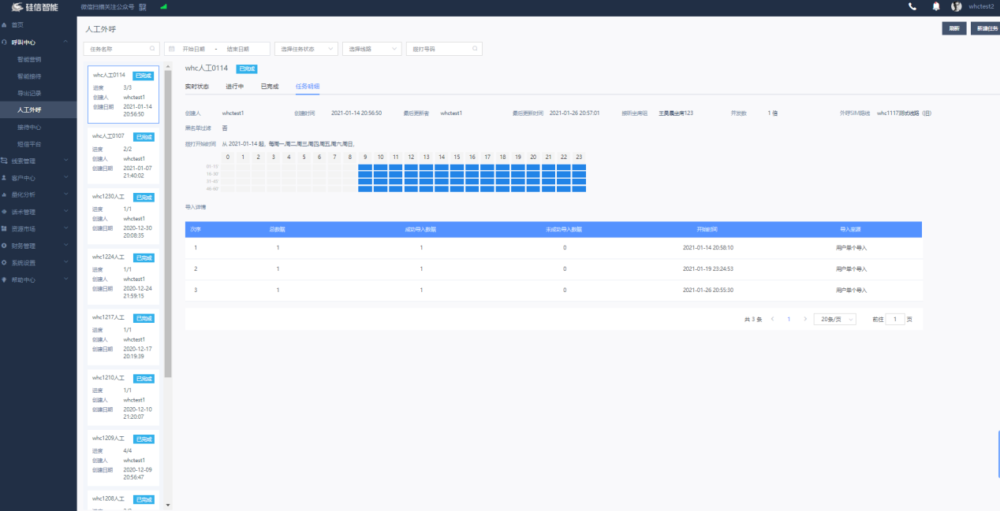 硅信智能 微信扫描关注公众号 whctest2
首页
呼叫中心
智能营销
智能接待
导出记录
人工外呼
接待中心
短信平台
线索管理
客户中心
量化分析
话术管理
资源市场
财务管理
系统设置
帮助中心
人工外呼 刷新 新建任务
任务名称 开始日期 - 结束日期 选择任务状态 选择线路 拨打号码
whc人工0114 已完成
进度 3/3
创建人 whctest1
创建日期 2021-01-14
20:56:50
whc人工0107 已完成
进度 2/2
创建人 whctest1
创建日期 2021-01-07
21:40:02
whc1230人工 已完成
进度 1/1
创建人 whctest1
创建日期 2020-12-30
20:08:35
whc1224人工 已完成
进度 1/1
创建人 whctest1
创建日期 2020-12-24
21:59:15
whc1217人工 已完成
进度 1/1
创建人 whctest1
创建日期 2020-12-17
20:19:39
whc1210人工 已完成
进度 1/1
创建人 whctest1
创建日期 2020-12-10
21:20:07
whc1209人工 已完成
进度 4/4
创建人 whctest1
创建日期 2020-12-09
20:56:47
whc1208人工 已完成
whc人工0114 已完成
实时状态 进行中 已完成 任务明细
创建人 whctest1 创建时间 2021-01-14 20:56:50 最后更新者 whctest1 最后更新时间 2021-01-26 20:57:01 接听坐席组 王昊晨坐席123 并发数 1 倍 外呼SIM路线 whc1117测试线路（旧）
黑名单过滤 否
拨打开始时间 从 2021-01-14 起，每周一,周二,周三,周四,周五,周六,周日,
0 1 2 3 4 5 6 7 8 9 10 11 12 13 14 15 16 17 18 19 20 21 22 23
01-15'
16-30'
31-45'
46-60'
导入详情
次序 总数据 成功导入数据 未成功导入数据 开始时间 导入来源
1 1 1 0 2021-01-14 20:58:10 用户单个导入
2 1 1 0 2021-01-19 23:24:53 用户单个导入
3 1 1 0 2021-01-26 20:55:30 用户单个导入
共 3 条 < 1 > 20条/页 前往 1 页